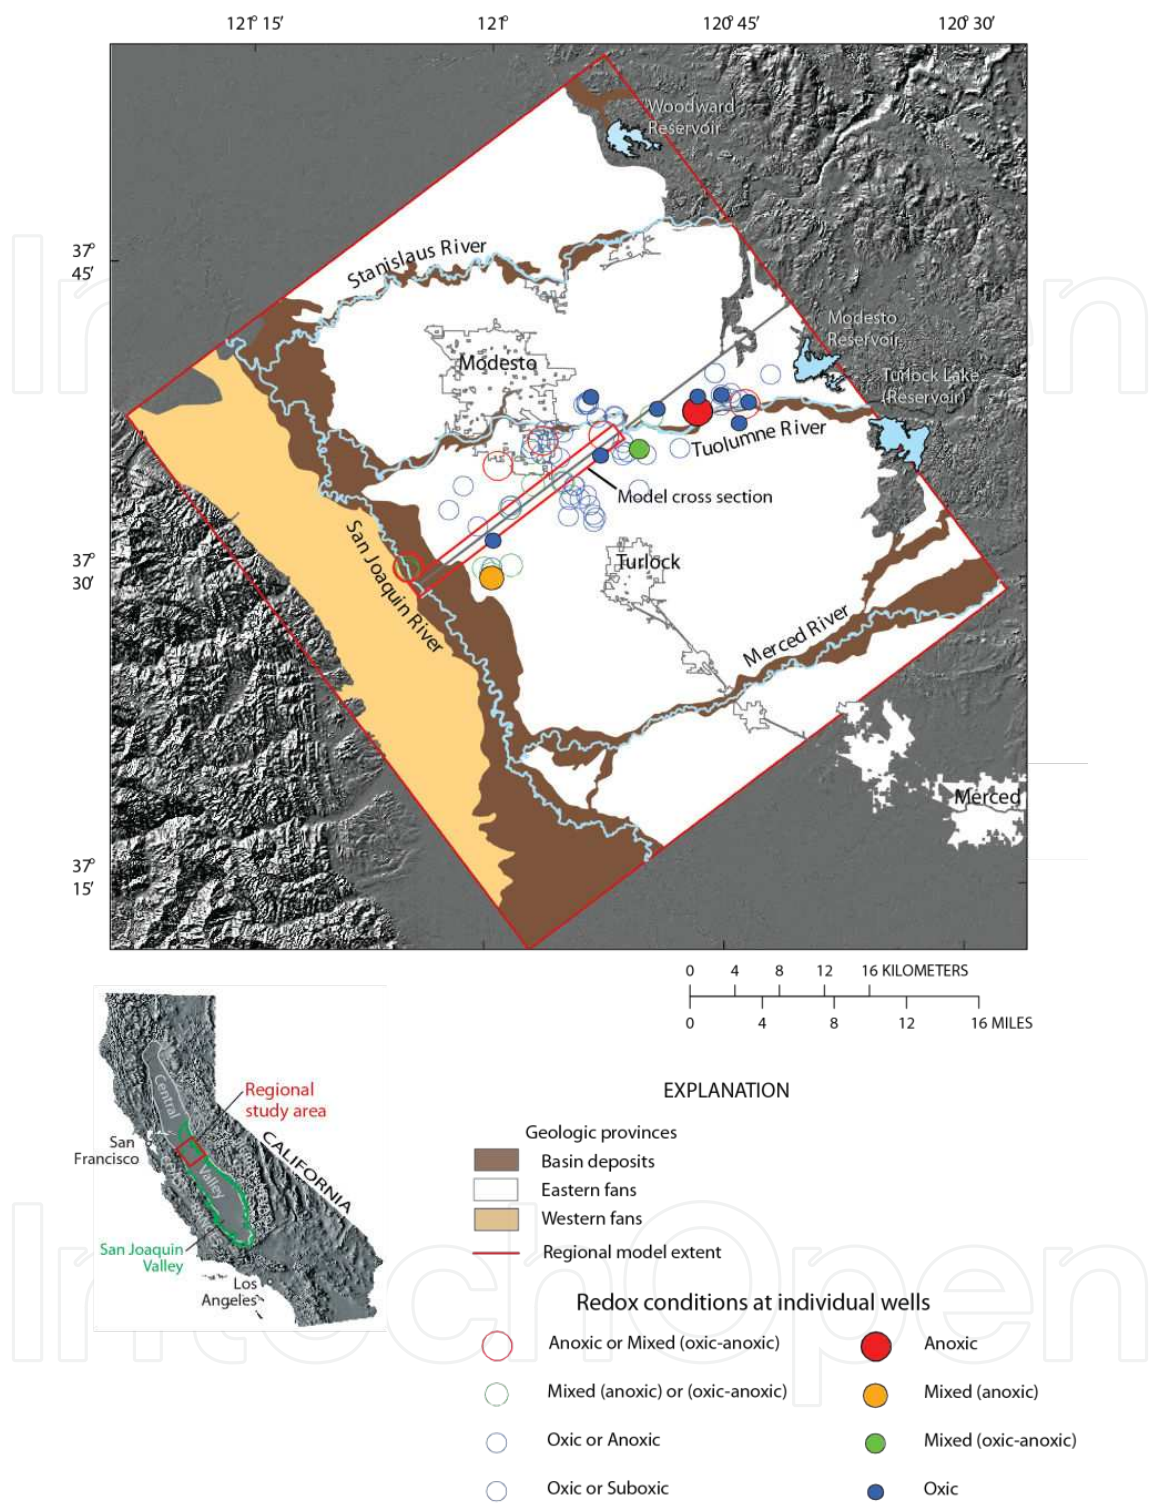 121° 15′
121°
120° 45′
120° 30′
Woodward
Reservoir
37°
45′
Stanislaus River
Modesto
Reservoir
Modesto
Turlock Lake
(Reservoir)
Tuolumne River
Model cross section
San Joaquin River
37°
30′
Turlock
Merced River
Merced
37°
15′
0 4 8 12 16 KILOMETERS
0 4 8 12 16 MILES
Central
Valley
Regional
study area
San
Francisco
CALIFORNIA
San Joaquin
Valley
Los
Angeles
EXPLANATION
Geologic provinces
Basin deposits
Eastern fans
Western fans
Regional model extent
Redox conditions at individual wells
Anoxic or Mixed (oxic-anoxic)
Anoxic
Mixed (anoxic) or (oxic-anoxic)
Mixed (anoxic)
Oxic or Anoxic
Mixed (oxic-anoxic)
Oxic or Suboxic
Oxic
IntechOpen